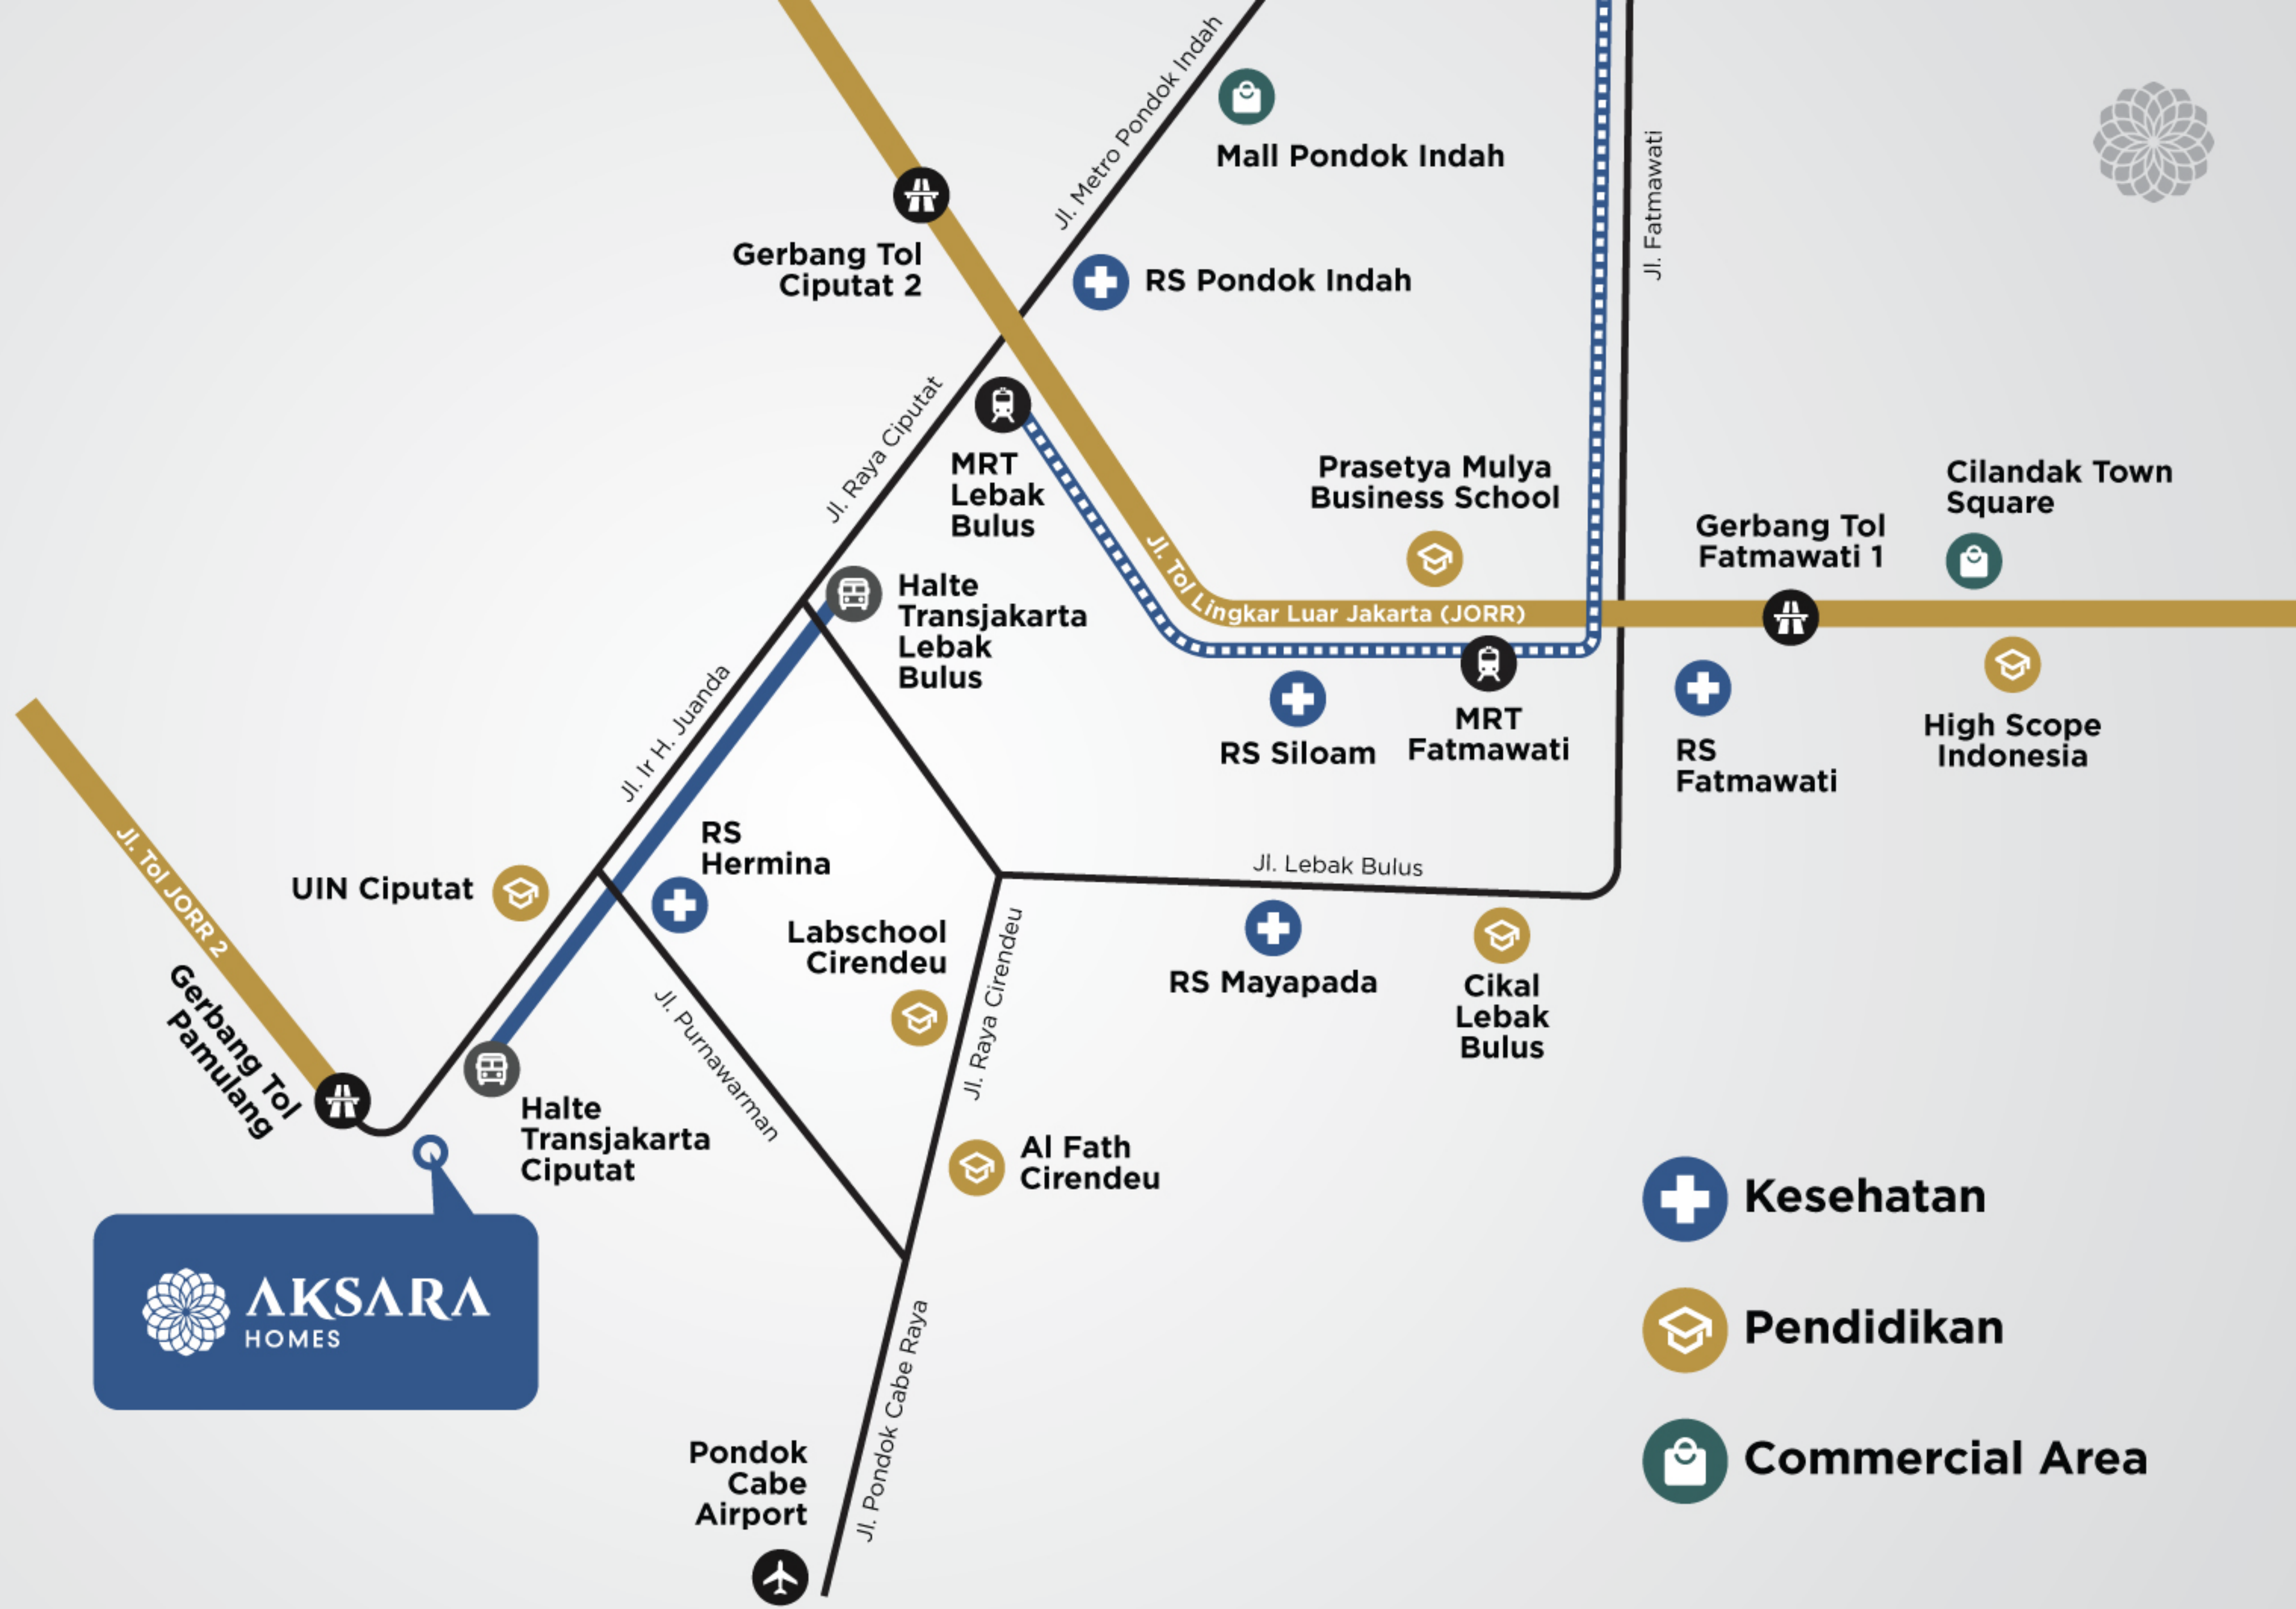 Jl. Metro Pondok Indah
Mall Pondok Indah
Jl. Fatmawati
Gerbang Tol
Ciputat 2
RS Pondok Indah
Jl. Raya Ciputat
MRT
Lebak
Bulus
Prasetya Mulya
Business School
Cilandak Town
Square
Gerbang Tol
Fatmawati 1
Jl. Tol Lingkar Luar Jakarta (JORR)
Halte
Transjakarta
Lebak
Bulus
Jl. Ir H. Juanda
RS Siloam
MRT
Fatmawati
RS
Fatmawati
High Scope
Indonesia
Jl. Tol JORR 2
UIN Ciputat
RS
Hermina
Jl. Lebak Bulus
Labschool
Cirendeu
Jl. Raya Cirendeu
RS Mayapada
Cikal
Lebak
Bulus
Gerbang Tol
Pamulang
Jl. Purnawarman
Halte
Transjakarta
Ciputat
Al Fath
Cirendeu
AKSARA
HOMES
Jl. Pondok Cabe Raya
Pondok
Cabe
Airport
Kesehatan
Pendidikan
Commercial Area